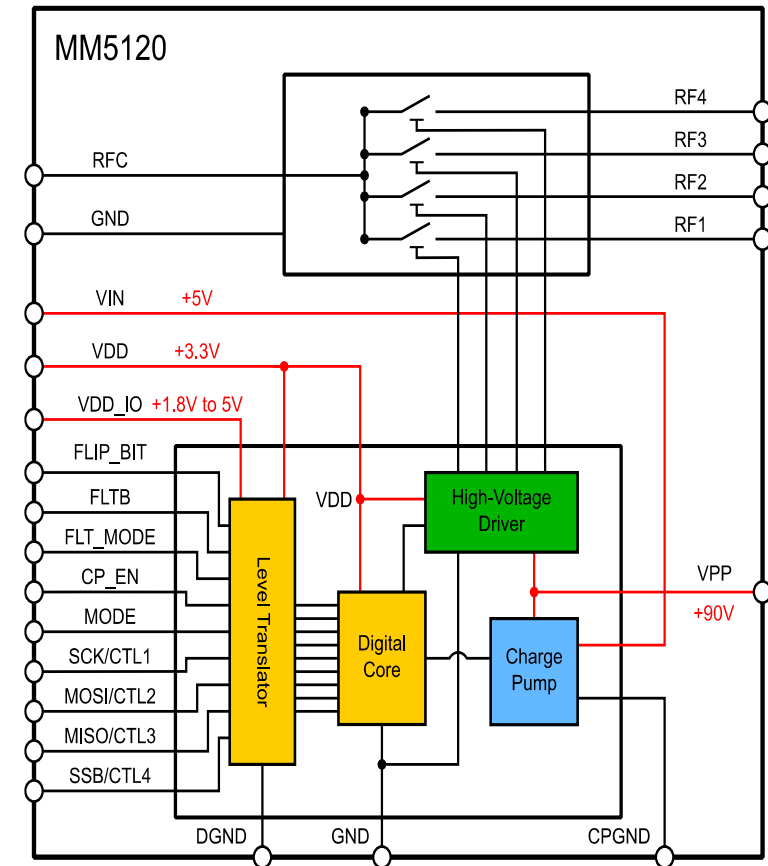 MM5120
RF4
RF3
RFC
RF2
GND
RF1
VIN +5V
VDD +3.3V
VDD_IO +1.8V to 5V
FLIP_BIT
FLTB
FLT_MODE
CP_EN
MODE
SCK/CTL1
MOSI/CTL2
MISO/CTL3
SSB/CTL4
Level Translator
VDD
High-Voltage
Driver
Digital
Core
Charge
Pump
VPP
+90V
DGND
GND
CPGND